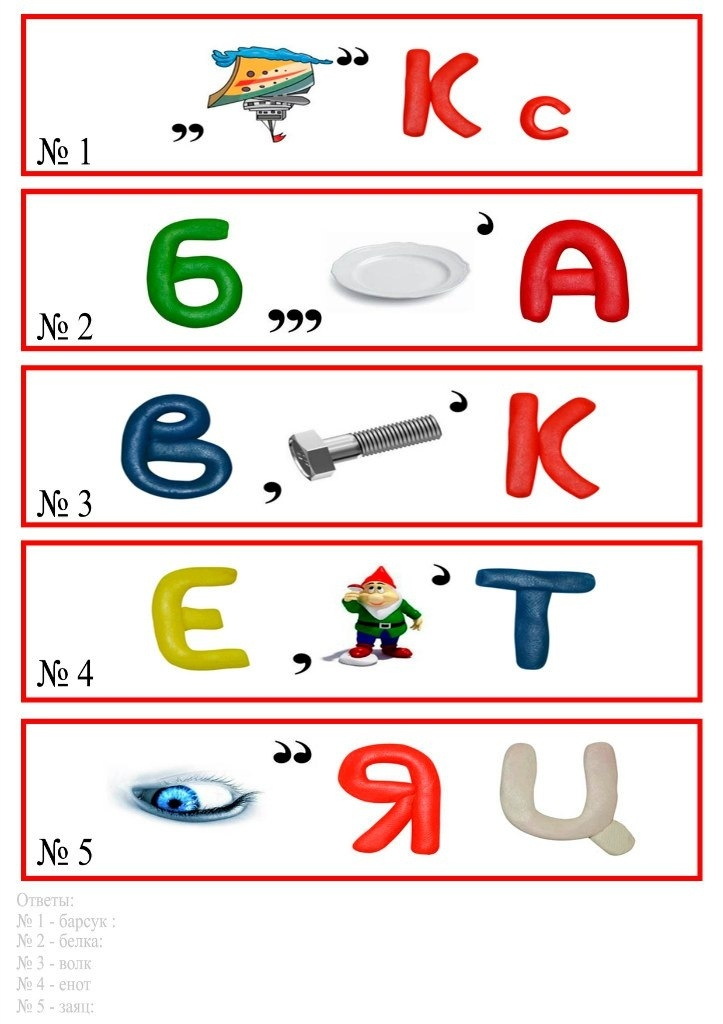 ,, ,, К с
№ 1
Б ,,, , А
№ 2
В , , К
№ 3
Е , , Т
№ 4
,, Я Ц
№ 5
Ответы:
№ 1 - барсук :
№ 2 - белка:
№ 3 - волк
№ 4 - енот
№ 5 - заяц: